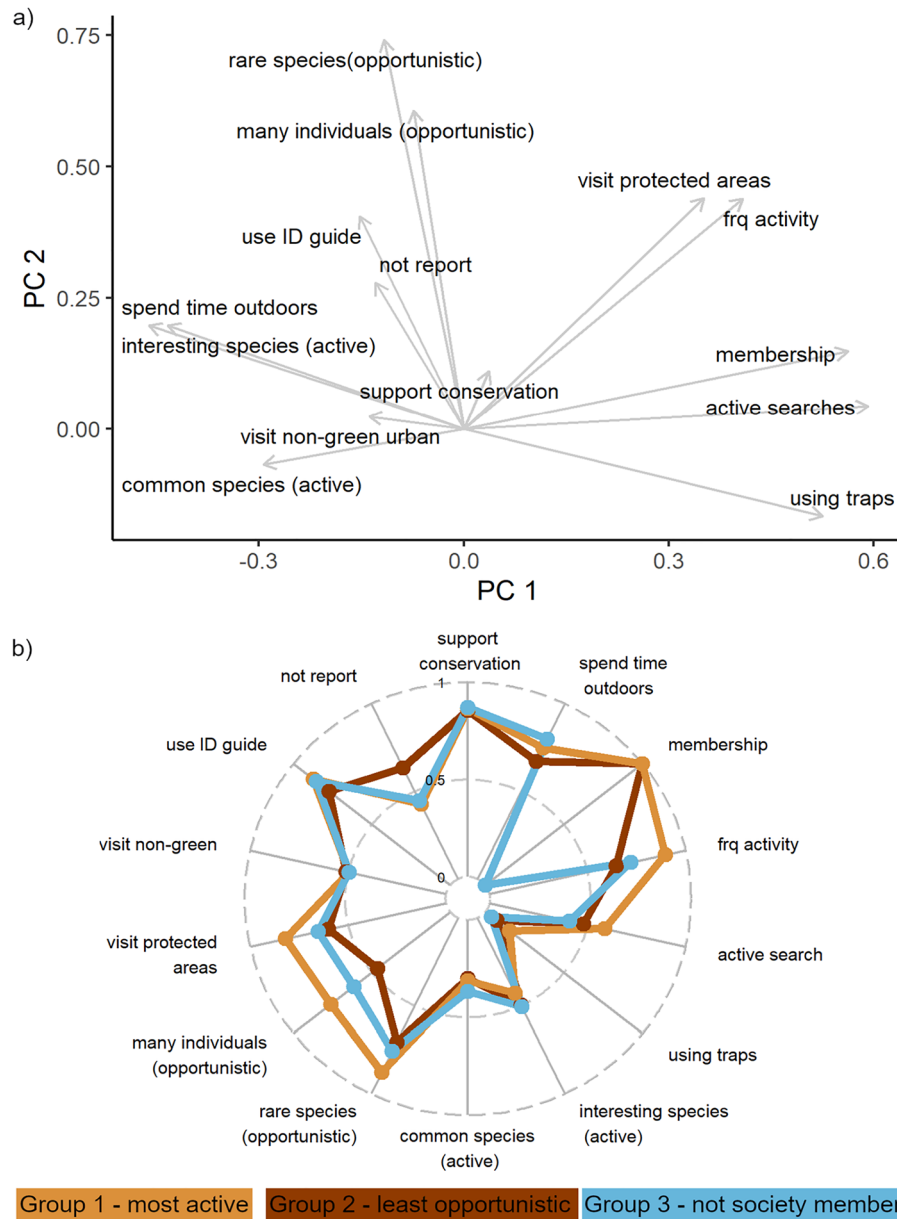 a)
0.75
rare species(opportunistic)
many individuals (opportunistic)
0.50
visit protected areas
frq activity
PC 2
use ID guide
not report
0.25
spend time outdoors
interesting species (active)
membership
support conservation
active searches
0.00
visit non-green urban
common species (active)
using traps
-0.3
0.0
0.3
0.6
PC 1
b)
support
conservation
not report
spend time
outdoors
1
use ID guide
membership
0.5
visit non-green
frq activity
0
visit protected
areas
active search
many individuals
(opportunistic)
using traps
rare species
(opportunistic)
common species
(active)
interesting species
(active)
Group 1 - most active
Group 2 - least opportunistic
Group 3 - not society member